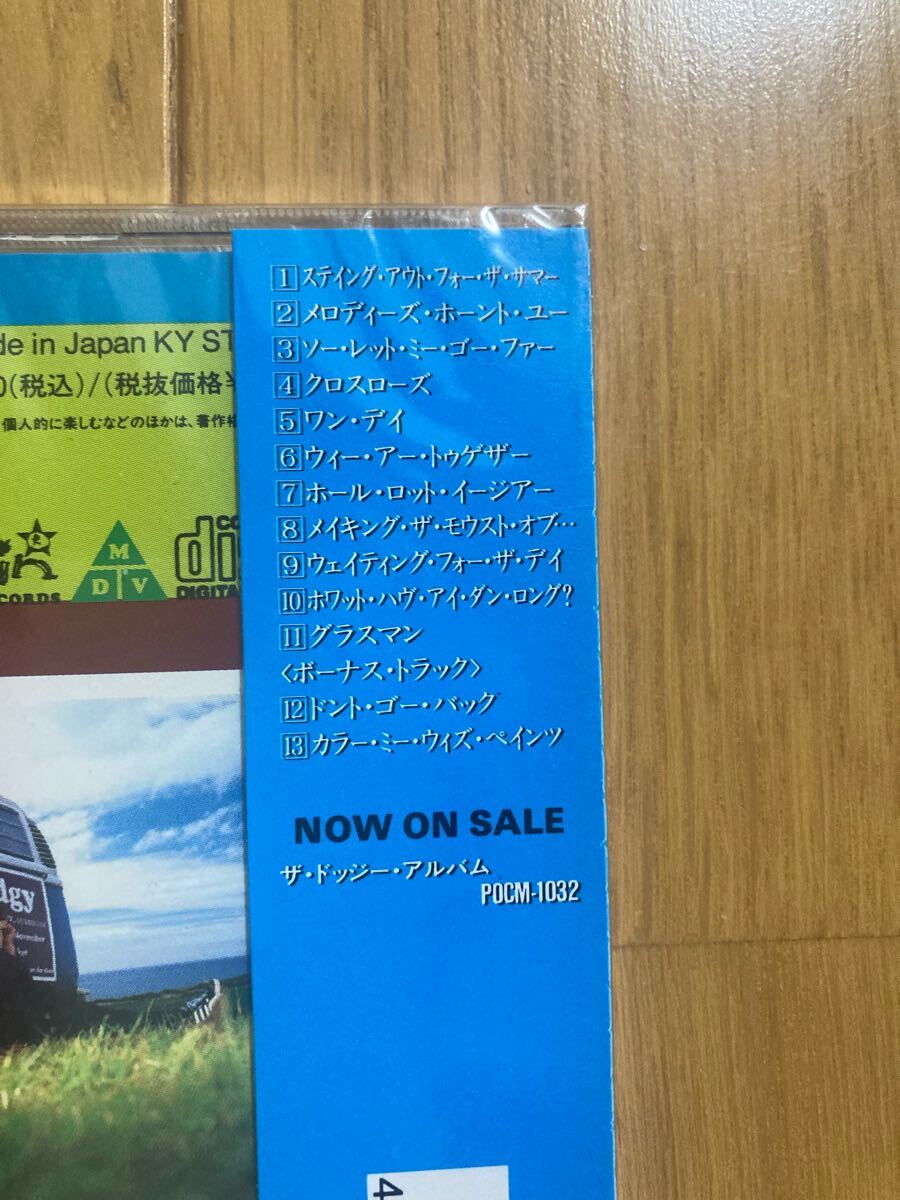 de in Japan KY ST
0(税込)/(税抜価格¥
個人的に楽しむなどのほかは、著作権
CORDS
M
D V
DIGITA
dgy
November
1 ステイング・アウト・フォー・ザ・サマー
2 メロディーズ・ホーント・ユー
3 ソー・レット・ミー・ゴー・ファー
4 クロスローズ
5 ワン・デイ
6 ウィー・アー・トゥゲザー
7 ホール・ロット・イージアー
8 メイキング・ザ・モウスト・オブ…
9 ウェイティング・フォー・ザ・デイ
10 ホワット・ハヴ・アイ・ダン・ロング?
11 グラスマン
〈ボーナス・トラック〉
12 ドント・ゴー・バック
13 カラー・ミー・ウィズ・ペインツ
NOW ON SALE
ザ・ドッジー・アルバム
POCM-1032
4